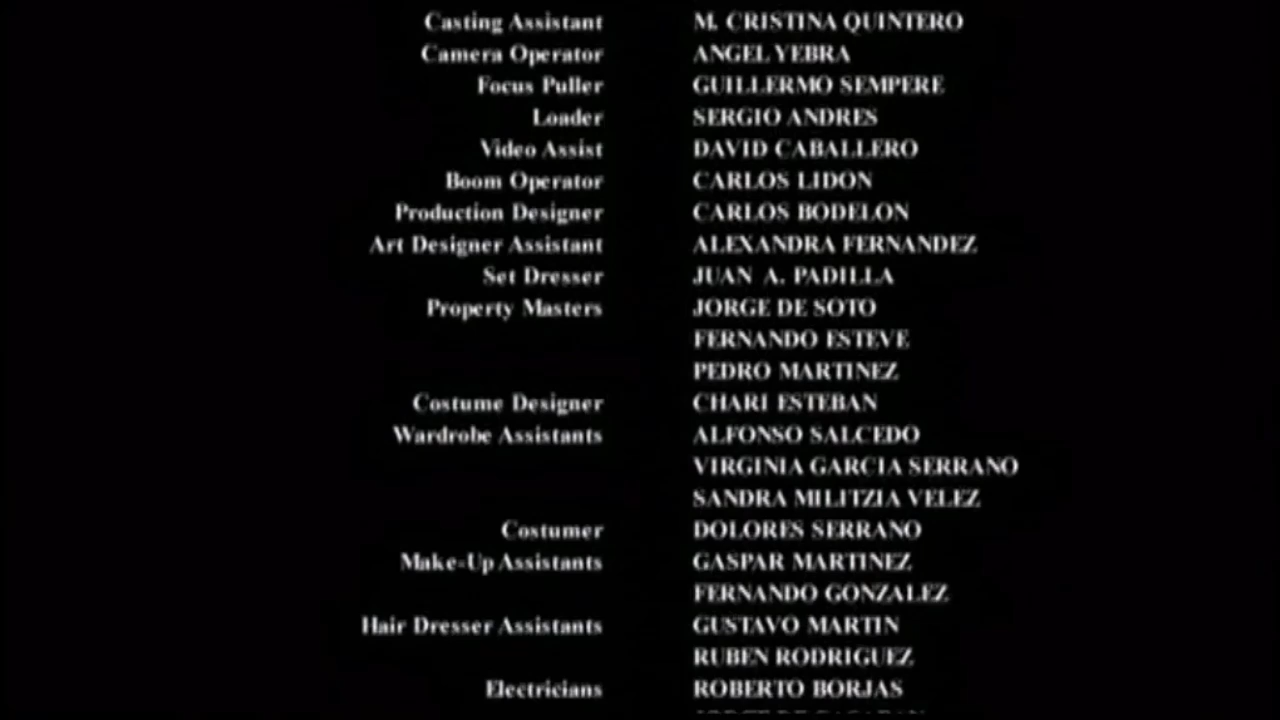 Casting Assistant M. CRISTINA QUINTERO
Camera Operator ANGEL YEBRA
Focus Puller GUILLERMO SEMPERE
Loader SERGIO ANDRES
Video Assist DAVID CABALLERO
Boom Operator CARLOS LIDON
Production Designer CARLOS BODELON
Art Designer Assistant ALEXANDRA FERNANDEZ
Set Dresser JUAN A. PADILLA
Property Masters JORGE DE SOTO
FERNANDO ESTEVE
PEDRO MARTINEZ
Costume Designer CHARI ESTEBAN
Wardrobe Assistants ALFONSO SALCEDO
VIRGINIA GARCIA SERRANO
SANDRA MILITZIA VELEZ
Costumer DOLORES SERRANO
Make-Up Assistants GASPAR MARTINEZ
FERNANDO GONZALEZ
Hair Dresser Assistants GUSTAVO MARTIN
RUBEN RODRIGUEZ
Electricians ROBERTO BORJAS